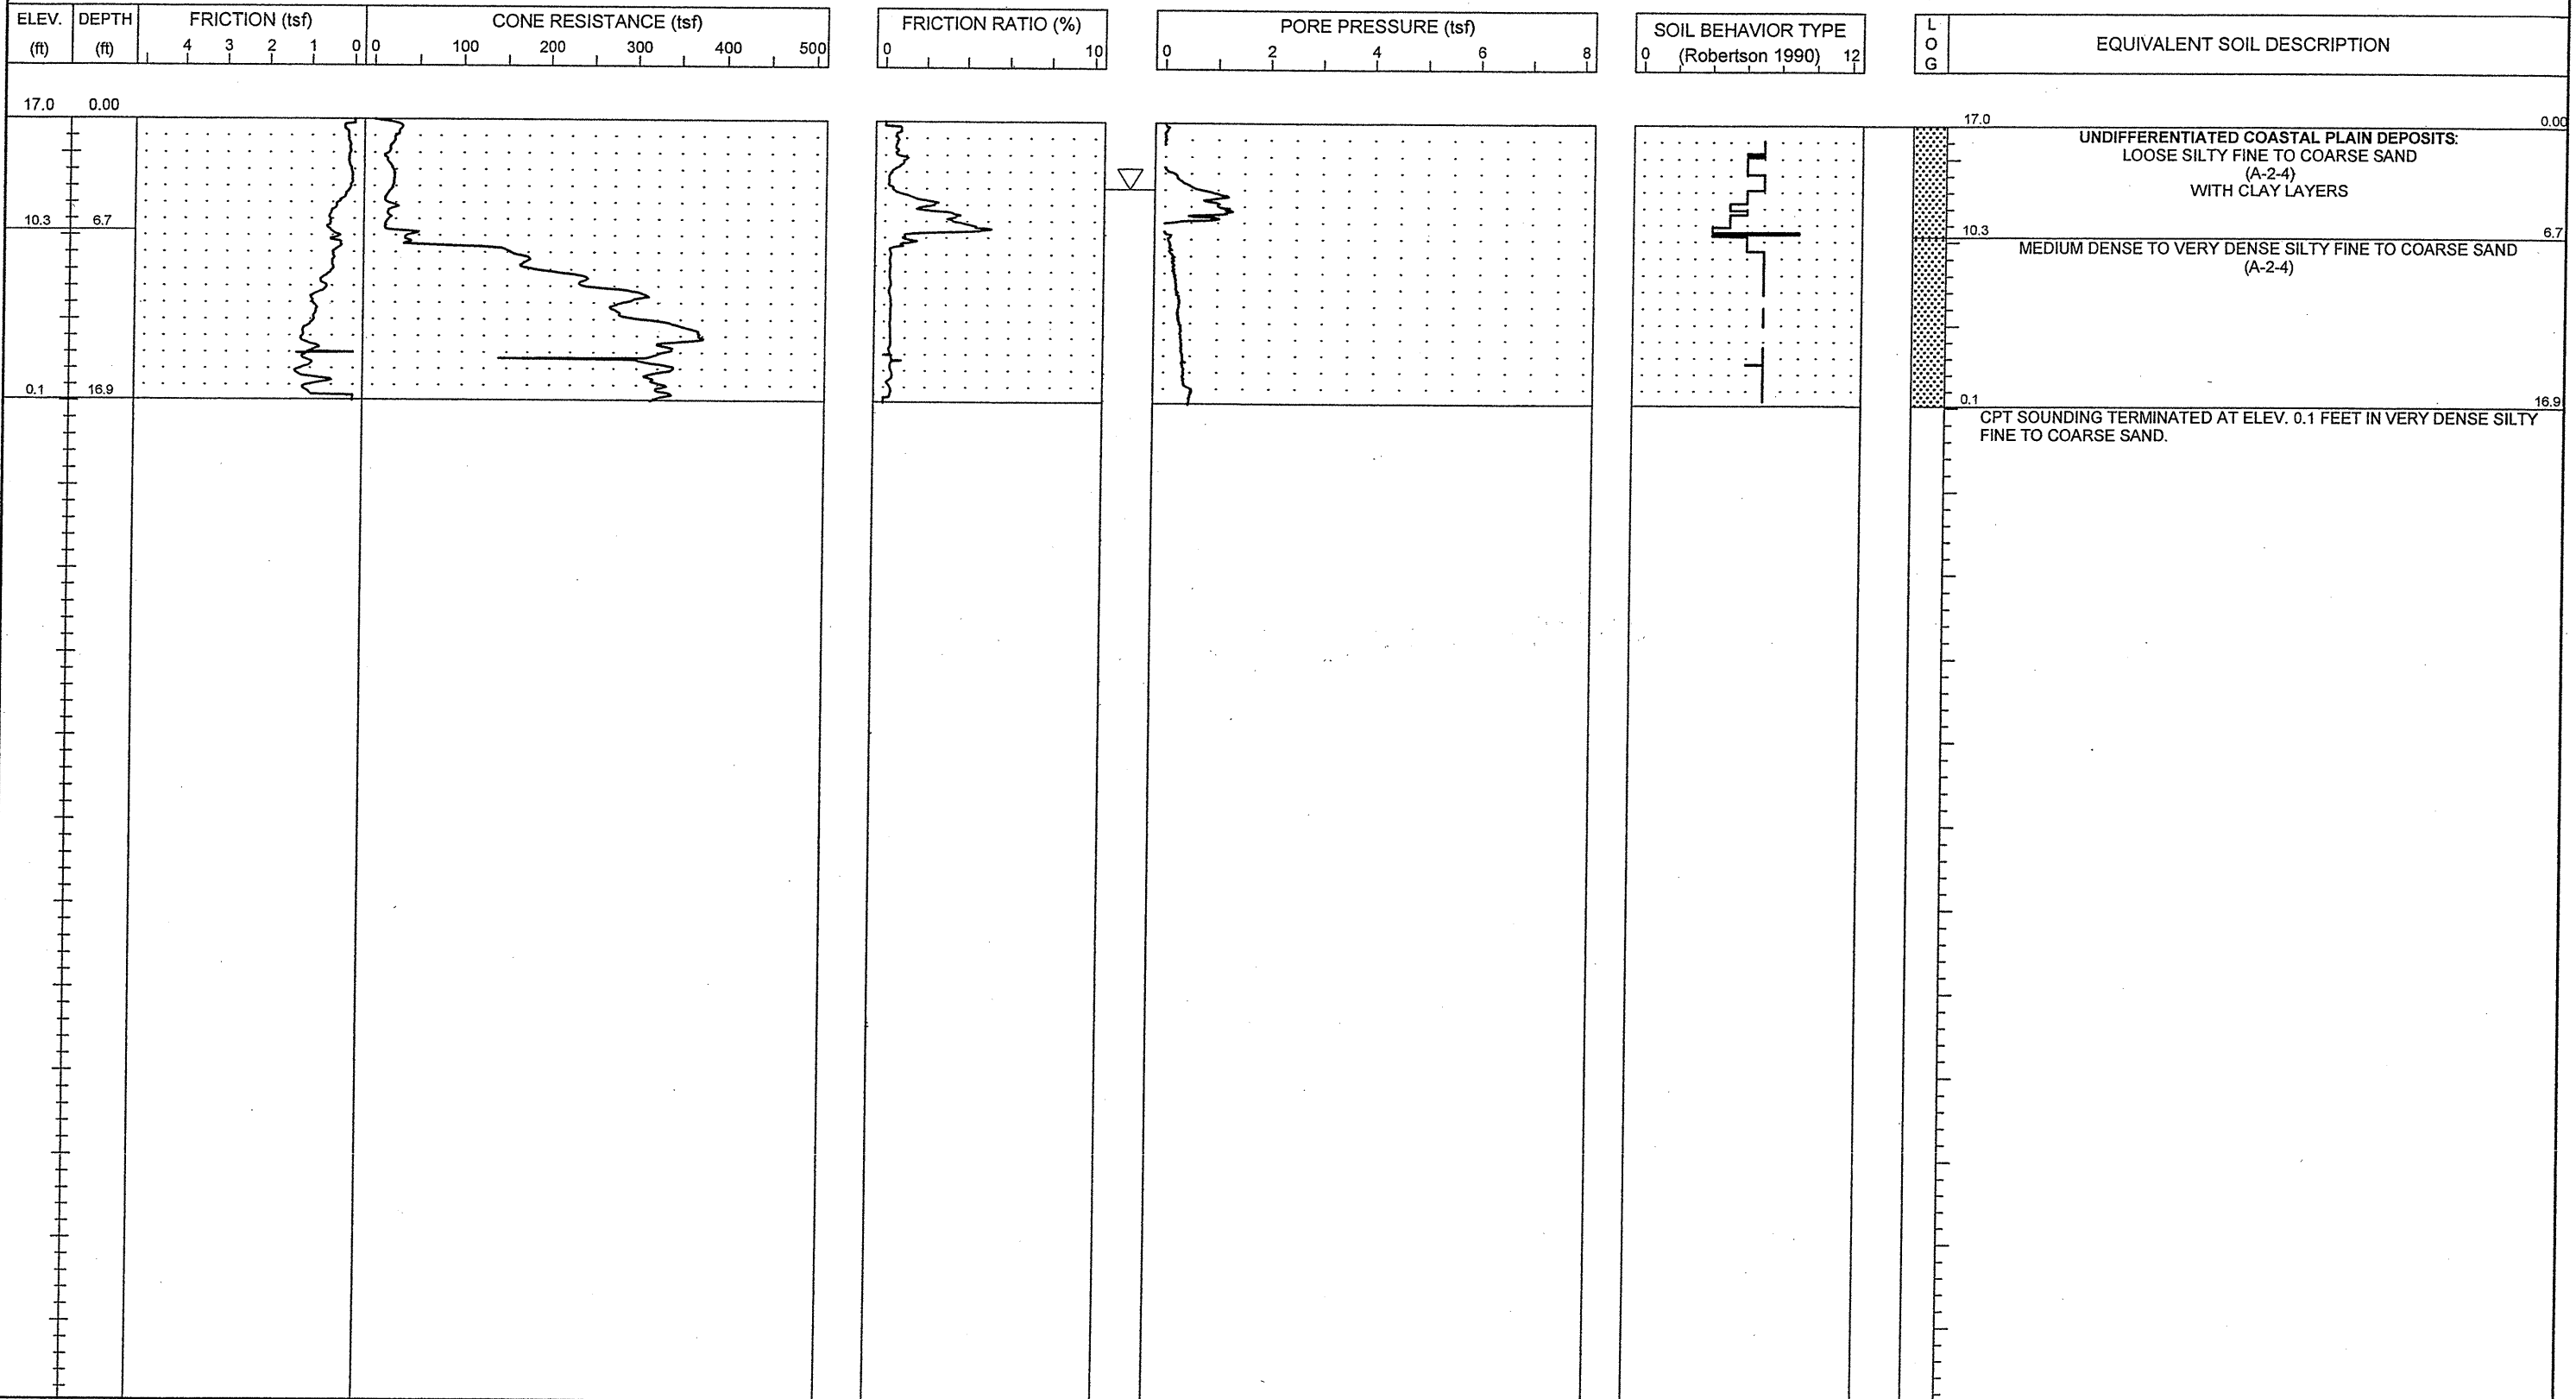 ELEV. DEPTH FRICTION (tsf) CONE RESISTANCE (tsf) FRICTION RATIO (%) PORE PRESSURE (tsf) SOIL BEHAVIOR TYPE L O G EQUIVALENT SOIL DESCRIPTION
(ft) (ft) 4 3 2 1 0 0 100 200 300 400 500 0 10 0 2 4 6 8 0 (Robertson 1990) 12
17.0 0.00
17.0 0.00
UNDIFFERENTIATED COASTAL PLAIN DEPOSITS:
LOOSE SILTY FINE TO COARSE SAND
(A-2-4)
WITH CLAY LAYERS
10.3 6.7
10.3 6.7
MEDIUM DENSE TO VERY DENSE SILTY FINE TO COARSE SAND
(A-2-4)
0.1 16.9
0.1 16.9
CPT SOUNDING TERMINATED AT ELEV. 0.1 FEET IN VERY DENSE SILTY
FINE TO COARSE SAND.